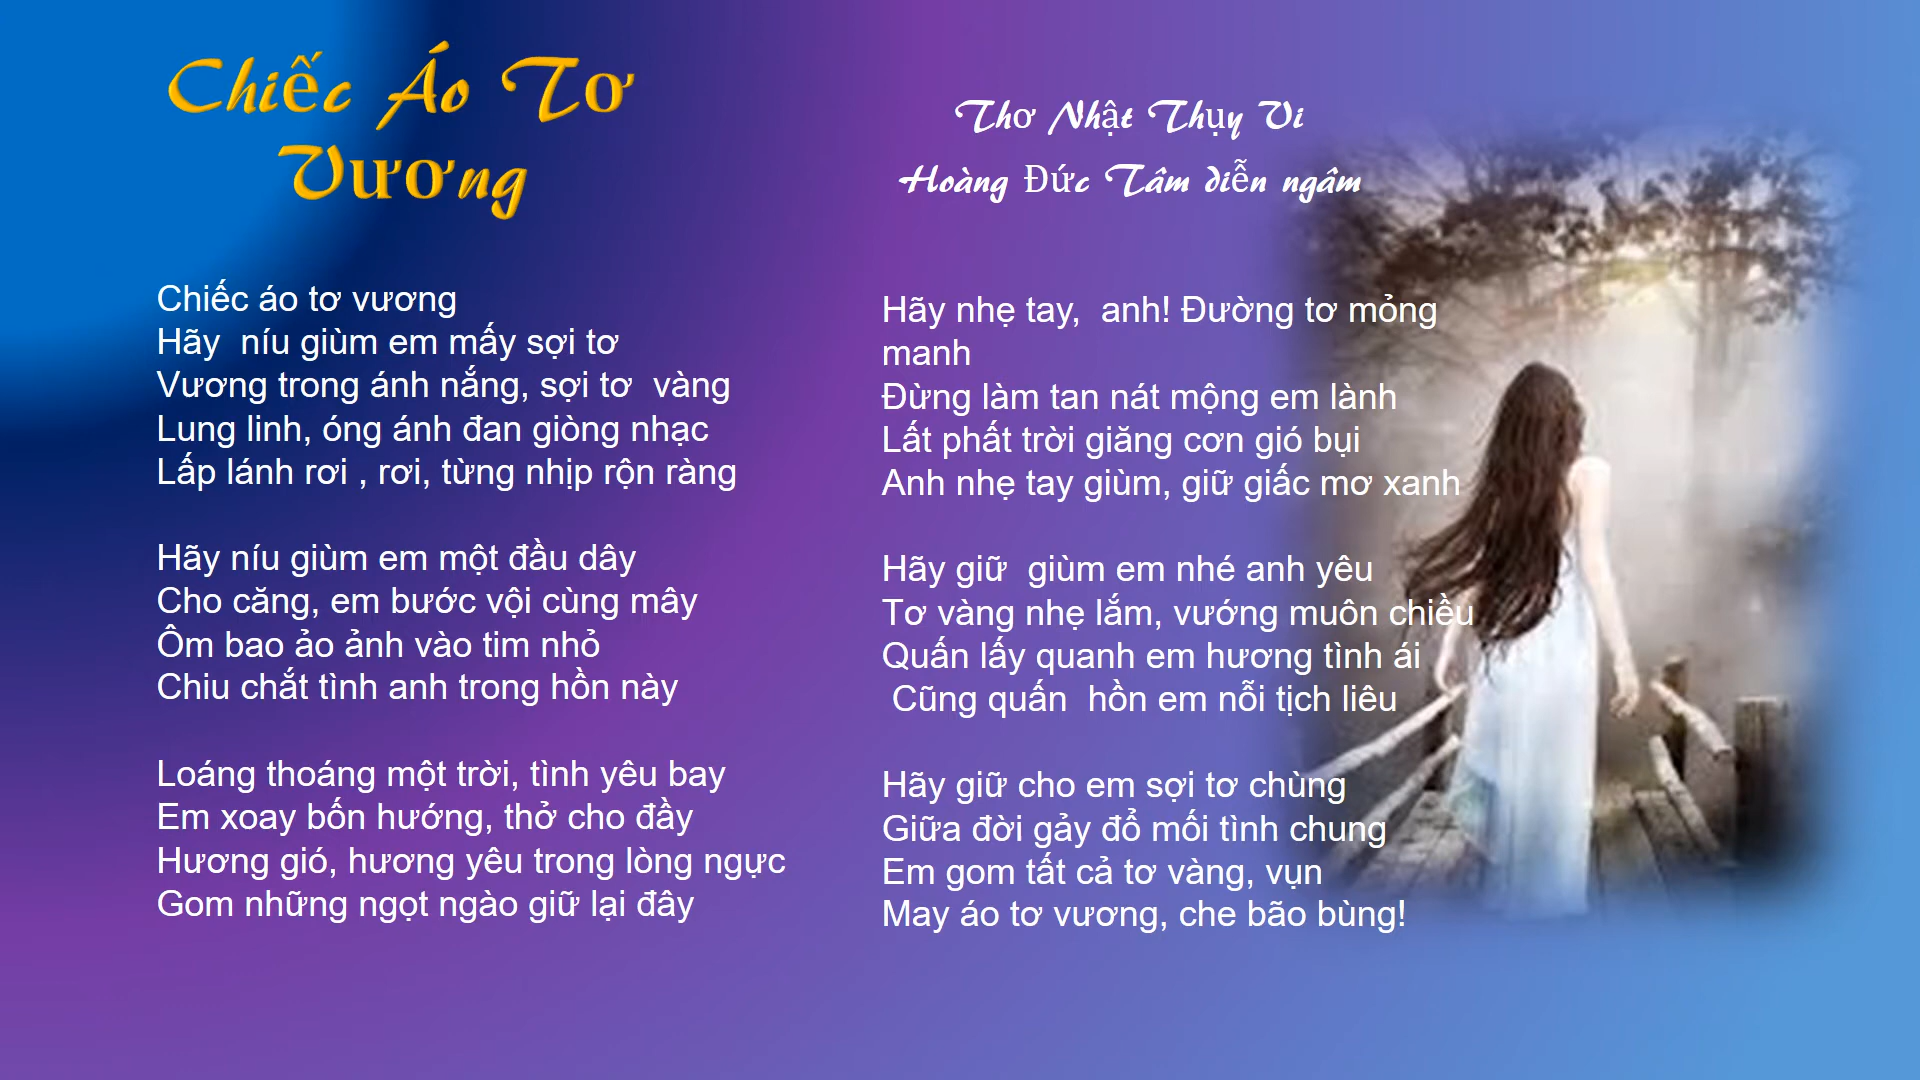 Chiếc Áo Tơ
Vương
Thơ Nhật Thụy Vi
Hoàng Đức Tâm diễn ngâm
Chiếc áo tơ vương
Hãy  níu giùm em mấy sợi tơ
Vương trong ánh nắng, sợi tơ  vàng
Lung linh, óng ánh đan giòng nhạc
Lấp lánh rơi , rơi, từng nhịp rộn ràng
Hãy níu giùm em một đầu dây
Cho căng, em bước vội cùng mây
Ôm bao ảo ảnh vào tim nhỏ
Chiu chắt tình anh trong hồn này
Loáng thoáng một trời, tình yêu bay
Em xoay bốn hướng, thở cho đầy
Hương gió, hương yêu trong lòng ngực
Gom những ngọt ngào giữ lại đây
Hãy nhẹ tay,  anh! Đường tơ mỏng
manh
Đừng làm tan nát mộng em lành
Lất phất trời giăng cơn gió bụi
Anh nhẹ tay giùm, giữ giấc mơ xanh
Hãy giữ  giùm em nhé anh yêu
Tơ vàng nhẹ lắm, vướng muôn chiều
Quấn lấy quanh em hương tình ái
Cũng quấn  hồn em nỗi tịch liêu
Hãy giữ cho em sợi tơ chùng
Giữa đời gảy đổ mối tình chung
Em gom tất cả tơ vàng, vụn
May áo tơ vương, che bão bùng!